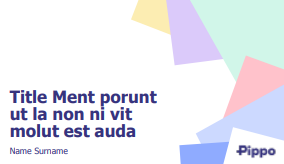 Title Ment porunt
ut la non ni vit
molut est auda
Name Surname
Pippo